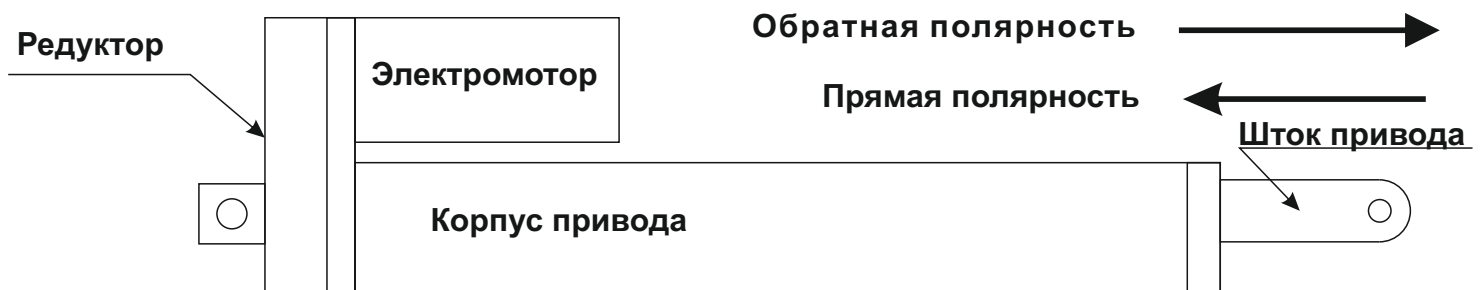 Редуктор
Электромотор
Обратная полярность
Прямая полярность
Шток привода
Корпус привода